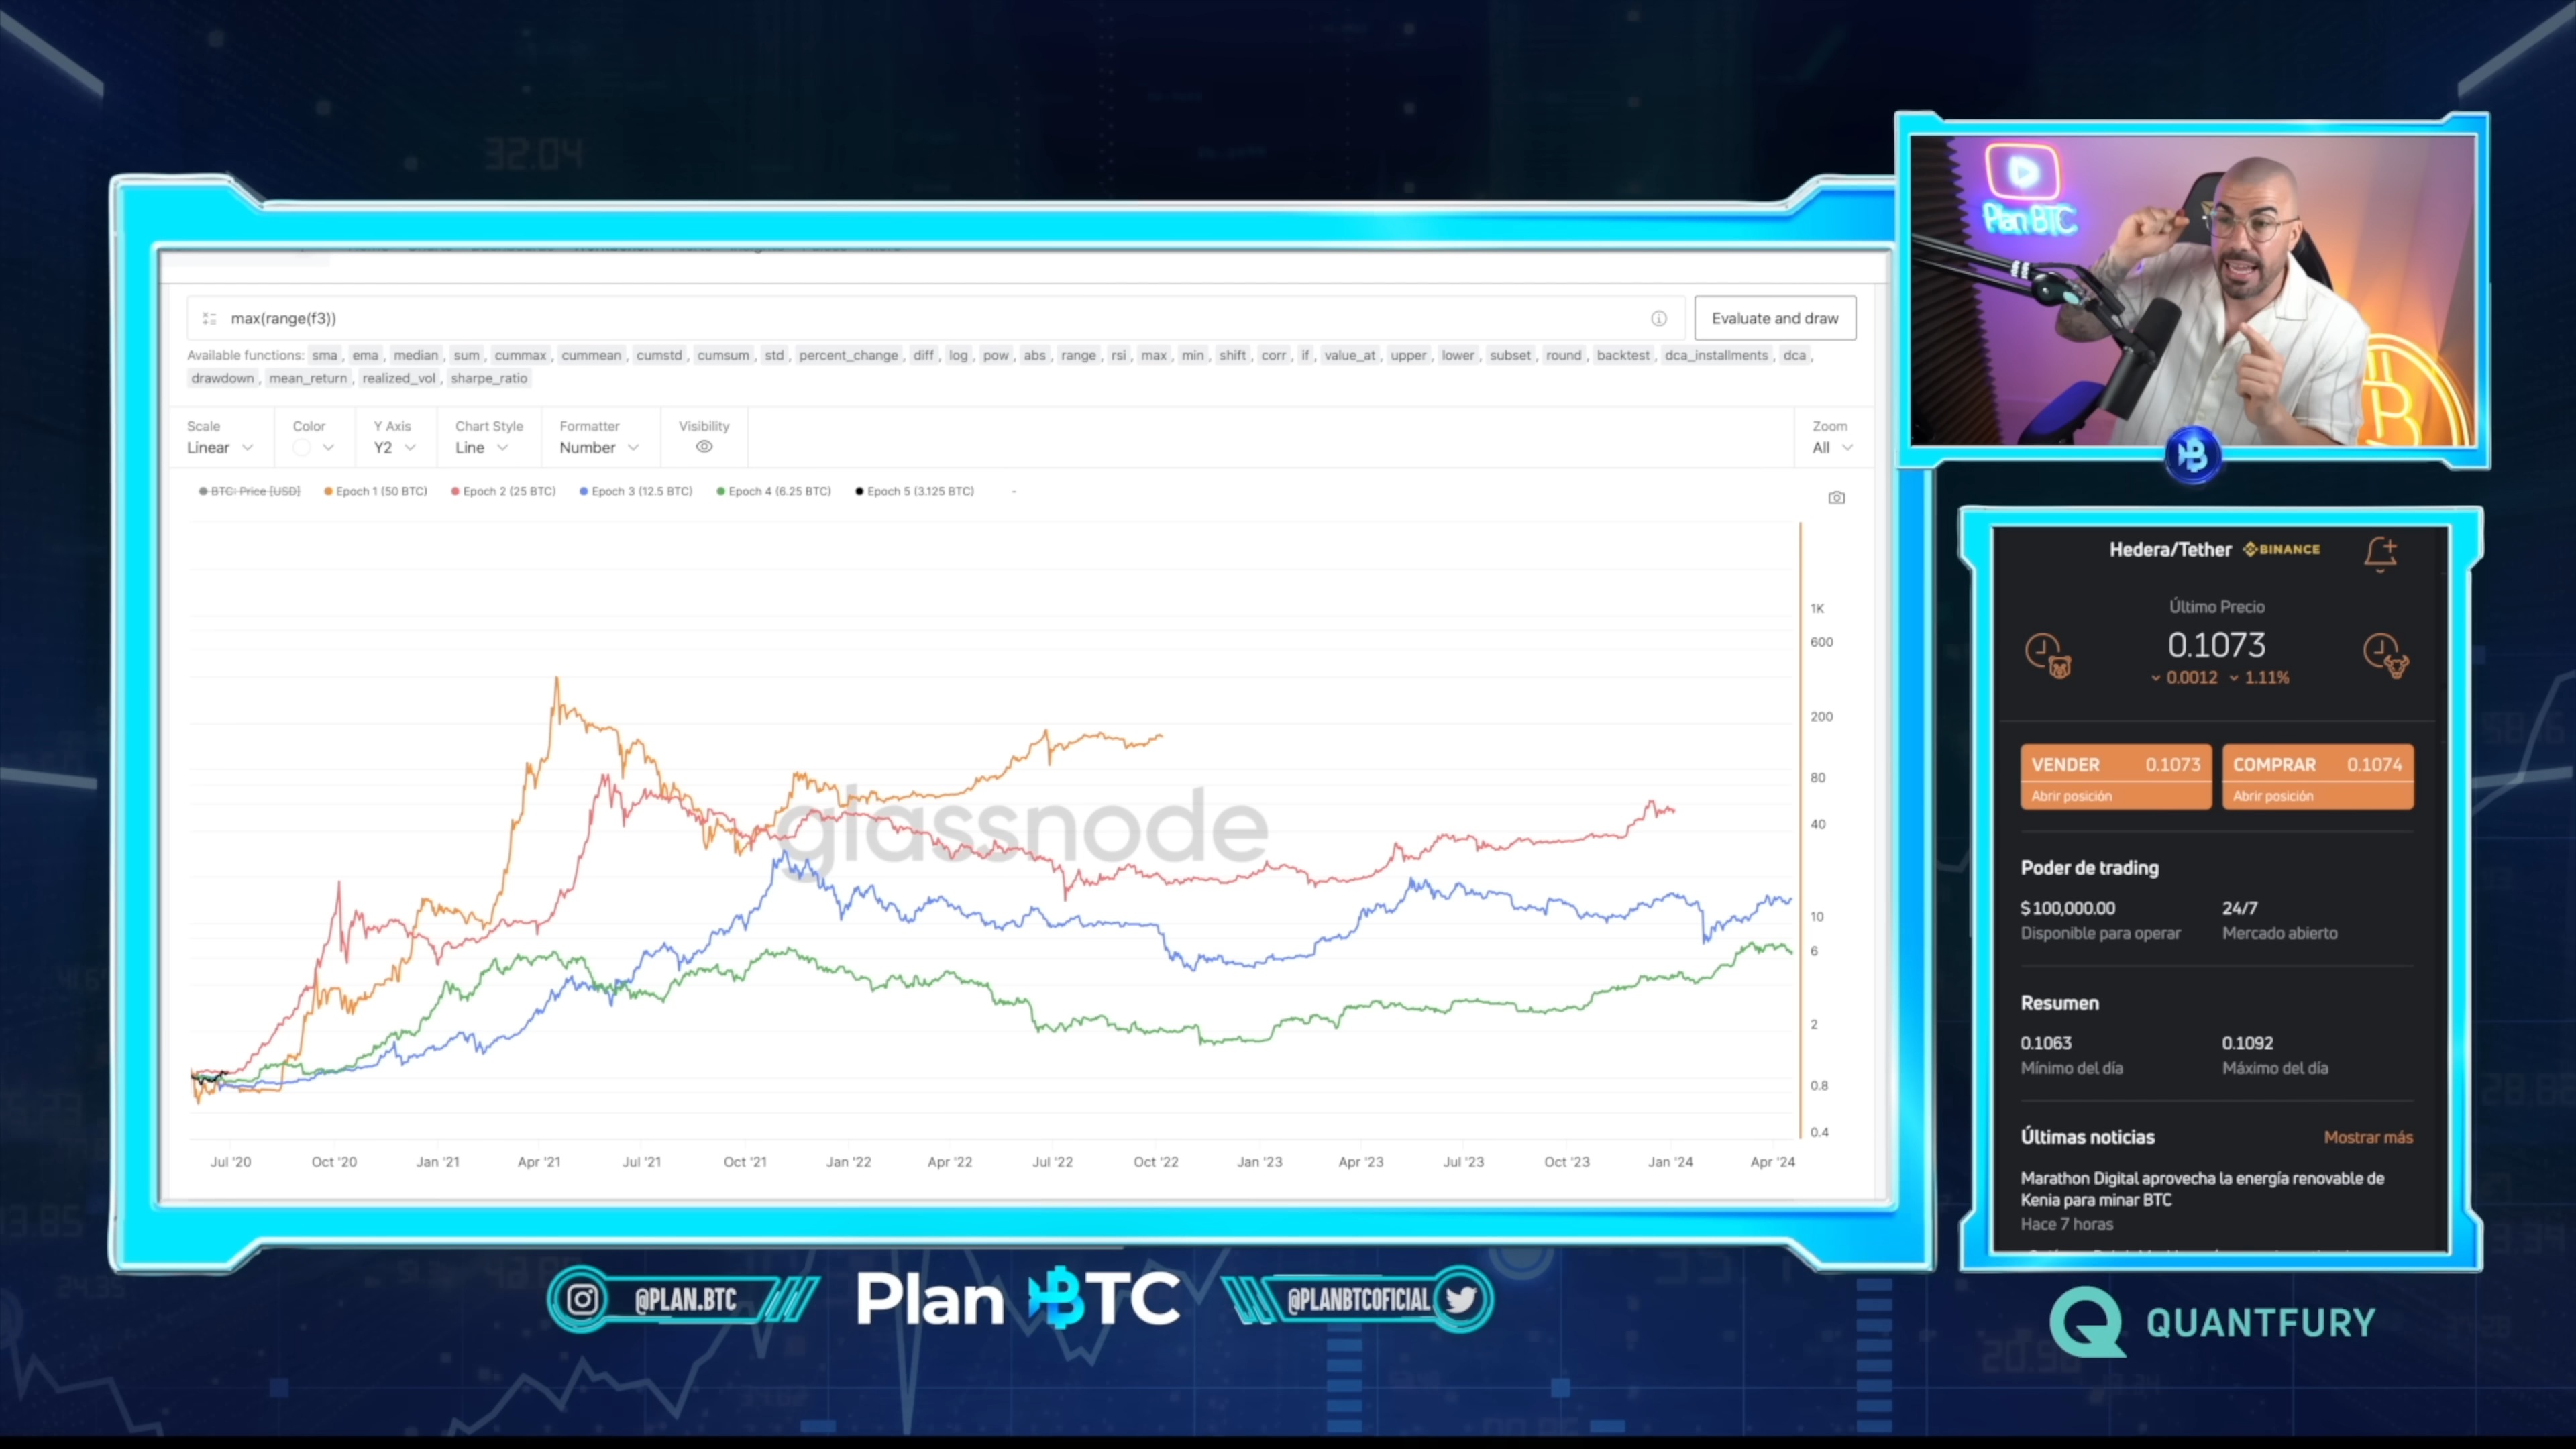 max(range(f3))
Evaluate and draw
Available functions: sma , ema , median , sum , cummax , cummean , cumstd , cumsum , std , percent_change , diff , log , pow , abs , range , rsi , max , min , shift , corr , if , value_at , upper , lower , subset , round , backtest , dca_installments , dca ,
drawdown , mean_return , realized_vol , sharpe_ratio
Scale
Linear
Color
Y Axis
Y2
Chart Style
Line
Formatter
Number
Visibility
Zoom
All
BTC: Price [USD]
Epoch 1 (50 BTC)
Epoch 2 (25 BTC)
Epoch 3 (12.5 BTC)
Epoch 4 (6.25 BTC)
Epoch 5 (3.125 BTC)
-
1K
600
200
80
40
10
6
2
0.8
0.4
glassnode
Jul '20
Oct '20
Jan '21
Apr '21
Jul '21
Oct '21
Jan '22
Apr '22
Jul '22
Oct '22
Jan '23
Apr '23
Jul '23
Oct '23
Jan '24
Apr '24
Plan BTC
Hedera/Tether BINANCE
Último Precio
0.1073
0.0012 1.11%
VENDER 0.1073
Abrir posición
COMPRAR 0.1074
Abrir posición
Poder de trading
$100,000.00
Disponible para operar
24/7
Mercado abierto
Resumen
0.1063
Mínimo del día
0.1092
Máximo del día
Últimas noticias
Mostrar más
Marathon Digital aprovecha la energía renovable de
Kenia para minar BTC
Hace 7 horas
@PLAN.BTC
Plan BTC
@PLANBTCOFICIAL
QUANTFURY
32.04